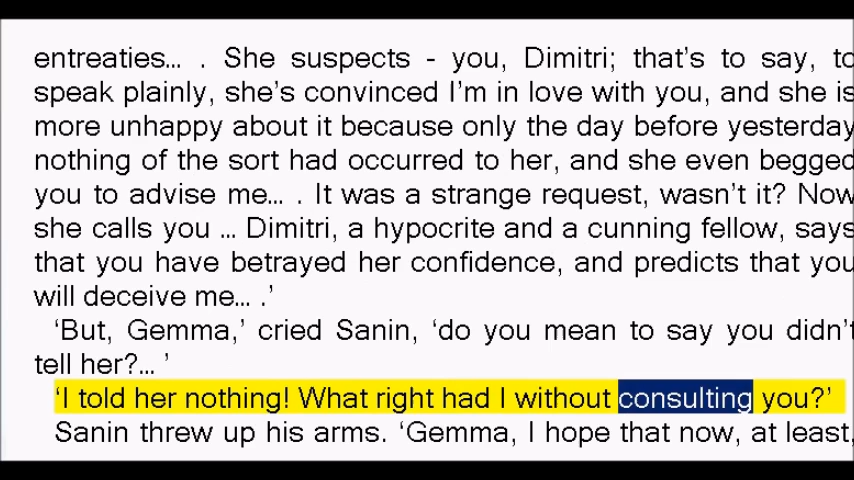 entreaties... . She suspects - you, Dimitri; that's to say, to
speak plainly, she's convinced I'm in love with you, and she is
more unhappy about it because only the day before yesterday
nothing of the sort had occurred to her, and she even begged
you to advise me... . It was a strange request, wasn't it? Now
she calls you ... Dimitri, a hypocrite and a cunning fellow, says
that you have betrayed her confidence, and predicts that you
will deceive me... .'
'But, Gemma,' cried Sanin, 'do you mean to say you didn't
tell her?... '
'I told her nothing! What right had I without consulting you?'
Sanin threw up his arms. 'Gemma, I hope that now, at least,